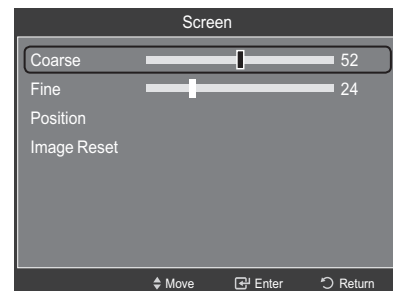 Screen
Coarse 52
Fine 24
Position
Image Reset
Move Enter Return